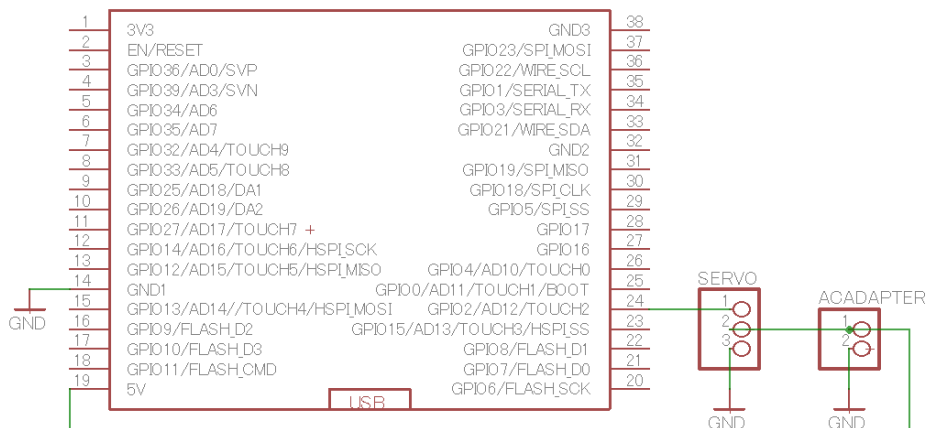 1 3V3 GND3 38
2 EN/RESET GPIO23/SPI_MOSI 37
3 GPIO36/AD0/SVP GPIO22/WIRE_SCL 36
4 GPIO39/AD3/SVN GPIO1/SERIAL_TX 35
5 GPIO34/AD6 GPIO3/SERIAL_RX 34
6 GPIO35/AD7 GPIO21/WIRE_SDA 33
7 GPIO32/AD4/TOUCH9 GND2 32
8 GPIO33/AD5/TOUCH8 GPIO19/SPI_MISO 31
9 GPIO25/AD18/DA1 GPIO18/SPI_CLK 30
10 GPIO26/AD19/DA2 GPIO5/SPI_SS 29
11 GPIO27/AD17/TOUCH7 GPIO17 28
12 GPIO14/AD16/TOUCH6/HSPI_SCK GPIO16 27
13 GPIO12/AD15/TOUCH5/HSPI_MISO GPIO4/AD10/TOUCH0 26
14 GND1 GPIO0/AD11/TOUCH1/BOOT 25
15 GPIO13/AD14//TOUCH4/HSPI_MOSI GPIO2/AD12/TOUCH2 24
16 GPIO9/FLASH_D2 GPIO15/AD13/TOUCH3/HSPI_SS 23
17 GPIO10/FLASH_D3 GPIO8/FLASH_D1 22
18 GPIO11/FLASH_CMD GPIO7/FLASH_D0 21
19 5V GPIO6/FLASH_SCK 20
USB
GND
SERVO
1
2
3
GND
ACADAPTER
1
2
GND